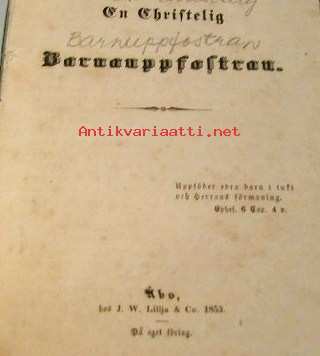 En Christelig
Barnuppfostran
Barnauppfostran.
Antikvariaatti.net
Uppföder edra barn i tukt
och Herrans förmaning.
Ephes. 6 Cap. 4 v.
Åbo,
hos J. W. Lillja & Co. 1853.
På eget förlag.